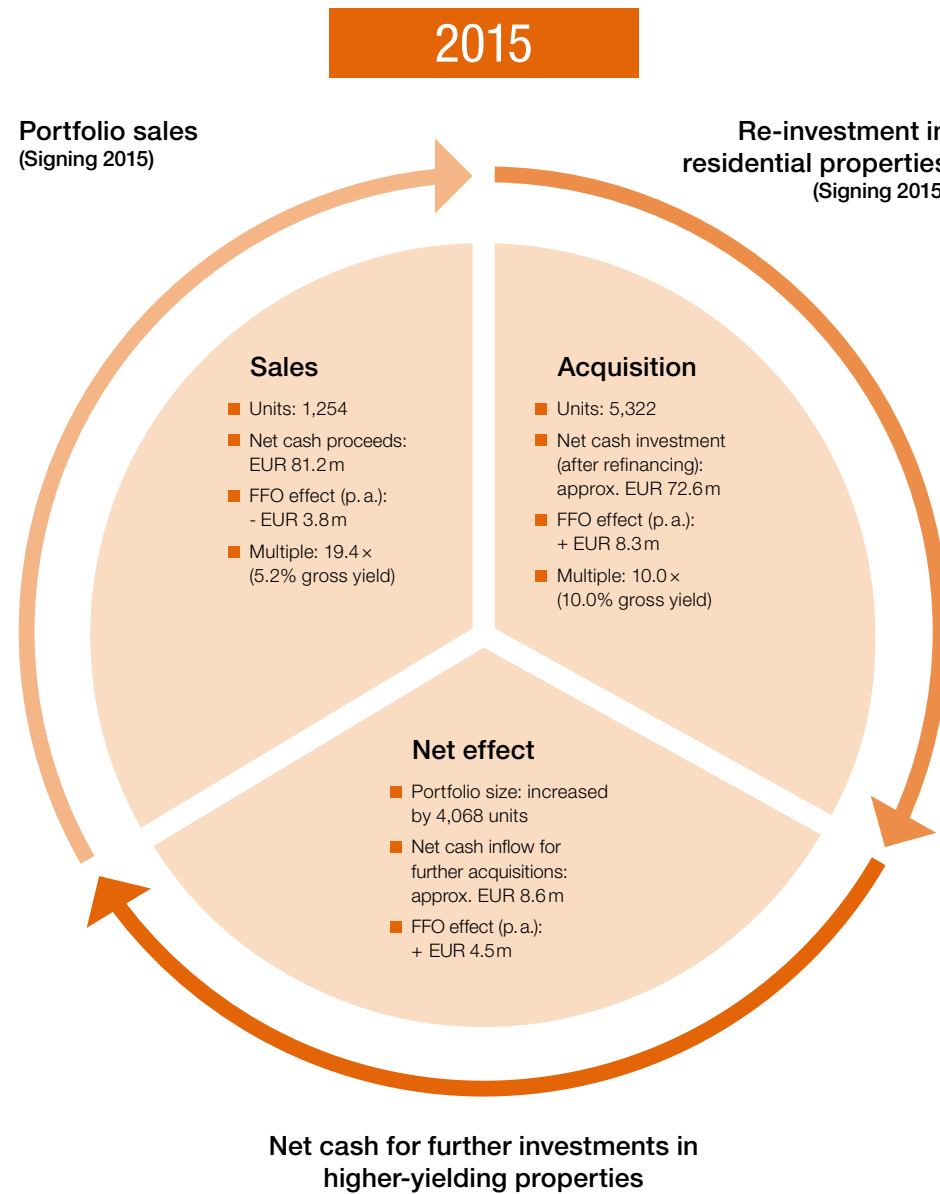 2015
Portfolio sales
(Signing 2015)
Re-investment in
residential properties
(Signing 2015)
Sales
Units: 1,254
Net cash proceeds:
EUR 81.2 m
FFO effect (p. a.):
- EUR 3.8 m
Multiple: 19.4 ×
(5.2% gross yield)
Acquisition
Units: 5,322
Net cash investment
(after refinancing):
approx. EUR 72.6 m
FFO effect (p. a.):
+ EUR 8.3 m
Multiple: 10.0 ×
(10.0% gross yield)
Net effect
Portfolio size: increased
by 4,068 units
Net cash inflow for
further acquisitions:
approx. EUR 8.6 m
FFO effect (p. a.):
+ EUR 4.5 m
Net cash for further investments in
higher-yielding properties